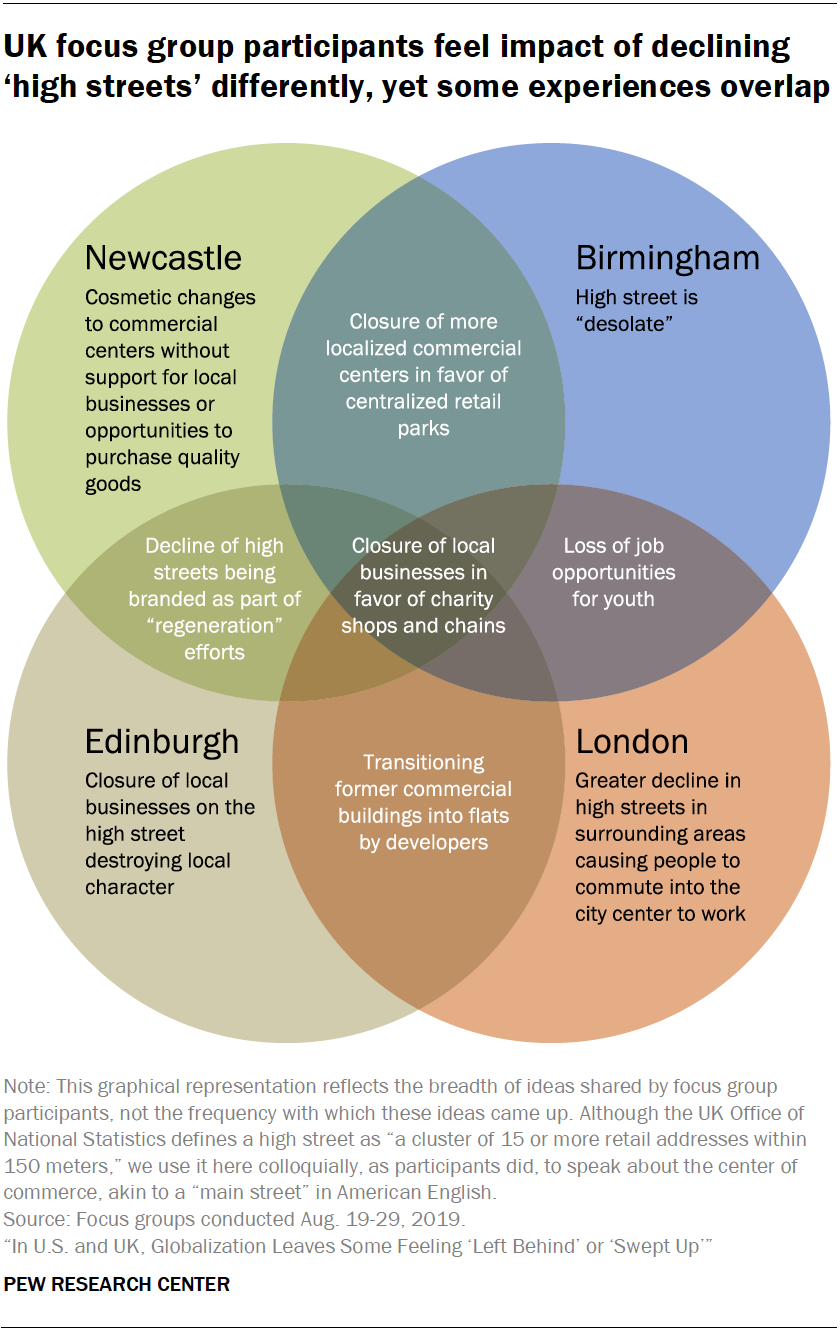 UK focus group participants feel impact of declining
‘high streets’ differently, yet some experiences overlap
Newcastle
Cosmetic changes
to commercial
centers without
support for local
businesses or
opportunities to
purchase quality
goods
Closure of more
localized commercial
centers in favor of
centralized retail
parks
Birmingham
High street is
“desolate”
Decline of high
streets being
branded as part of
“regeneration”
efforts
Closure of local
businesses in
favor of charity
shops and chains
Loss of job
opportunities
for youth
Edinburgh
Closure of local
businesses on the
high street
destroying local
character
Transitioning
former commercial
buildings into flats
by developers
London
Greater decline in
high streets in
surrounding areas
causing people to
commute into the
city center to work
Note: This graphical representation reflects the breadth of ideas shared by focus group
participants, not the frequency with which these ideas came up. Although the UK Office of
National Statistics defines a high street as “a cluster of 15 or more retail addresses within
150 meters,” we use it here colloquially, as participants did, to speak about the center of
commerce, akin to a “main street” in American English.
Source: Focus groups conducted Aug. 19-29, 2019.
“In U.S. and UK, Globalization Leaves Some Feeling ‘Left Behind’ or ‘Swept Up’”
PEW RESEARCH CENTER